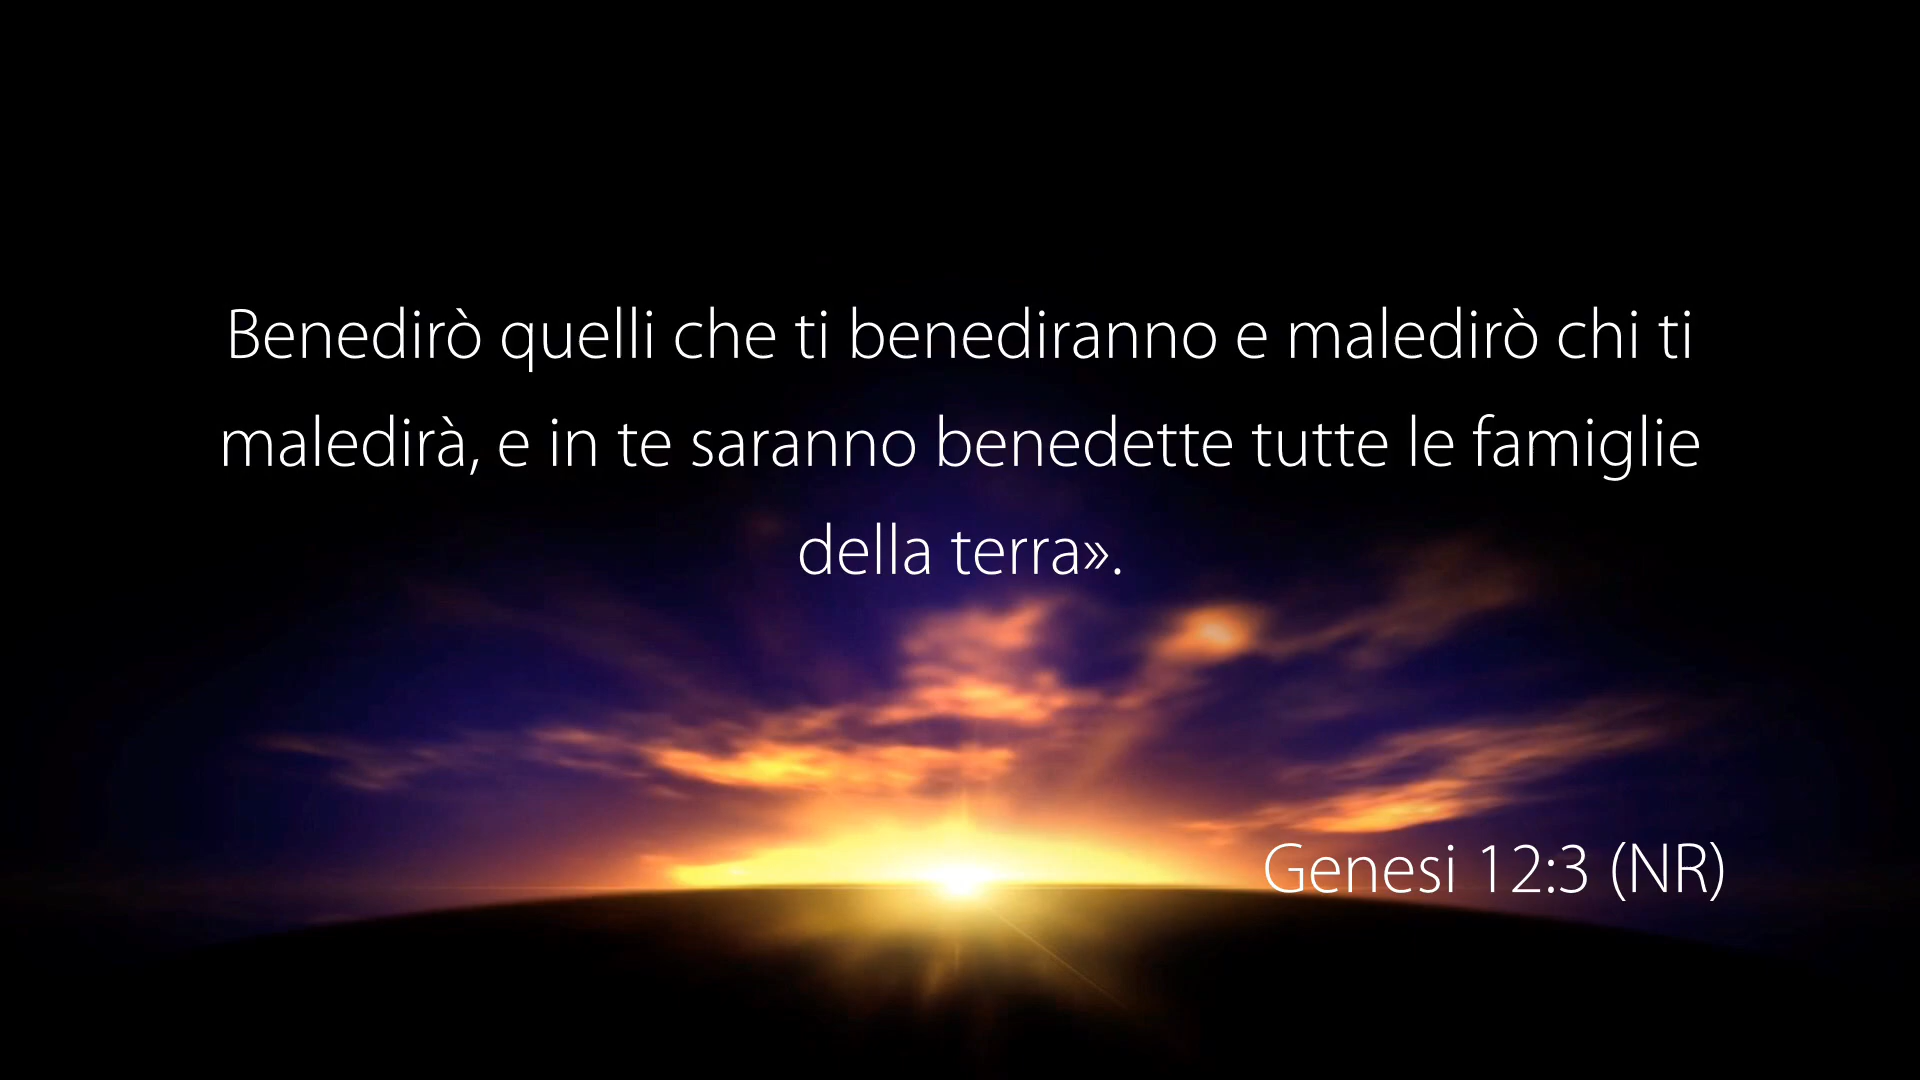 Benedirò quelli che ti benediranno e maledirò chi ti
maledirà, e in te saranno benedette tutte le famiglie
della terra».
Genesi 12:3 (NR)